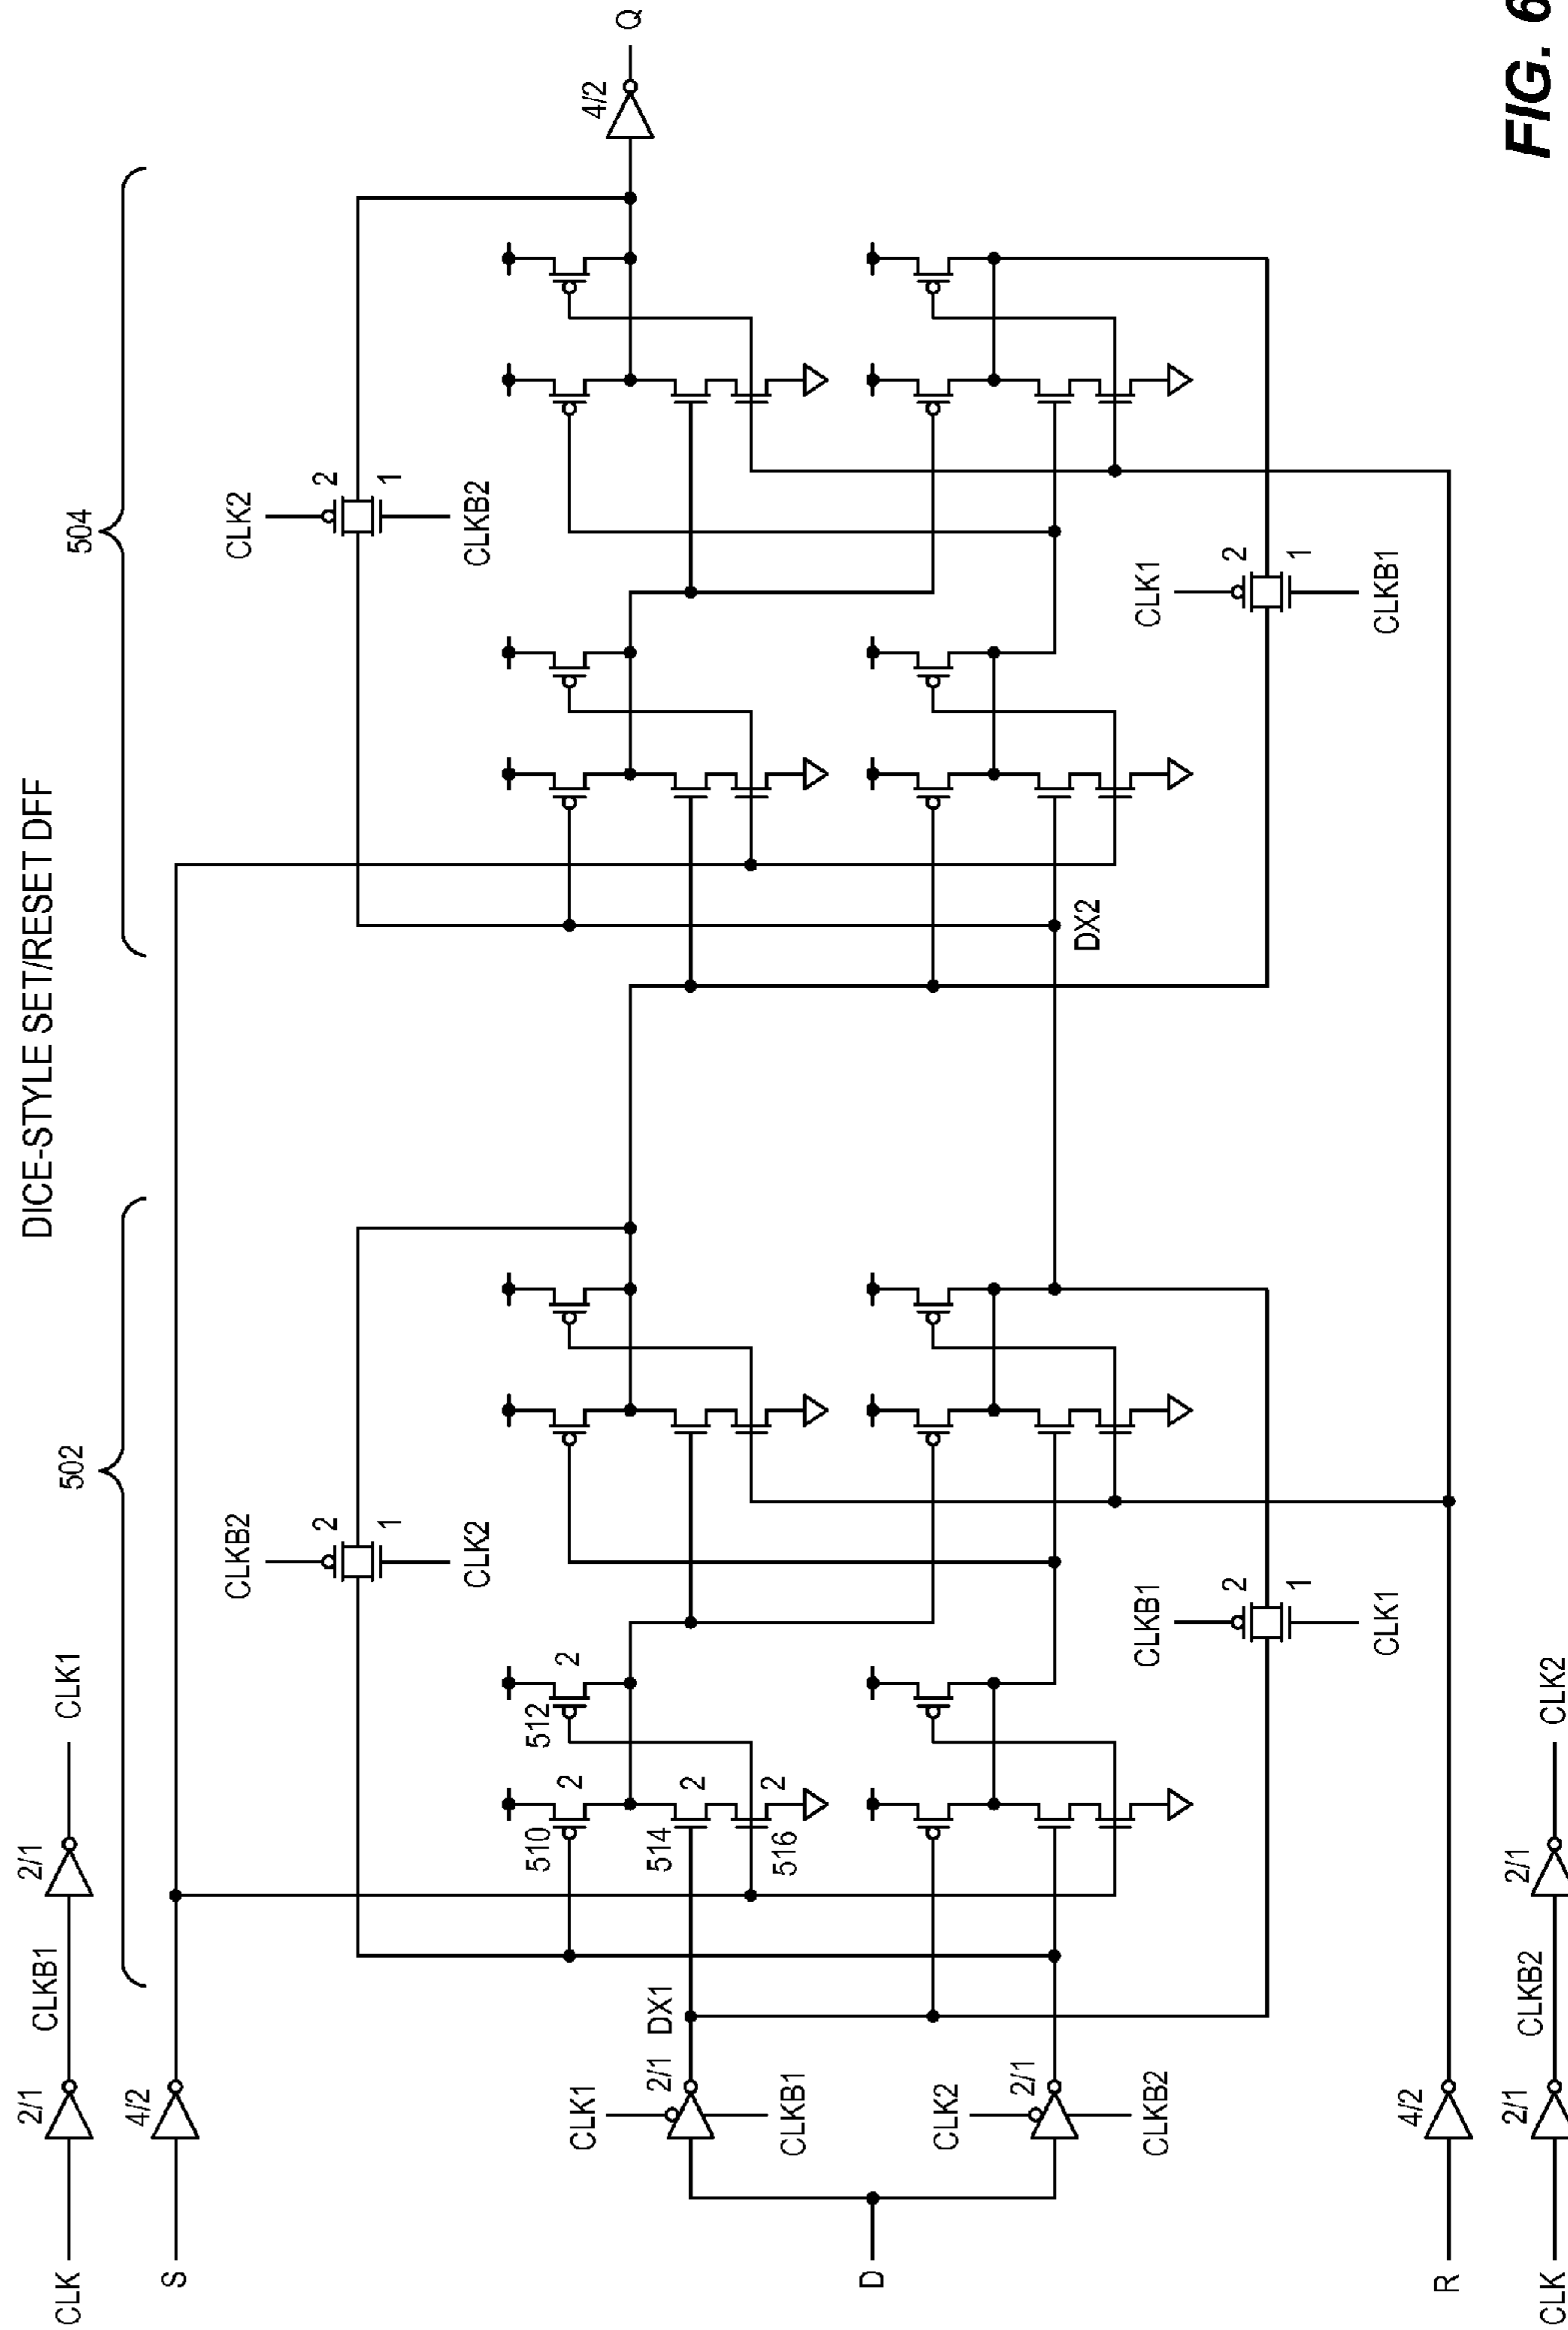 DICE-STYLE SET/RESET DFF
CLK
2/1
CLKB1
2/1
CLK1
502
504
S
4/2
CLKB2
2
1
CLK2
CLK2
2
1
CLKB2
510
2
512
2
514
2
516
2
4/2
Q
CLK1
2/1
DX1
CLKB1
D
CLK2
2/1
CLKB2
DX2
CLKB1
2
1
CLK1
CLK1
2
1
CLKB1
R
4/2
CLK
2/1
CLKB2
2/1
CLK2
FIG. 6